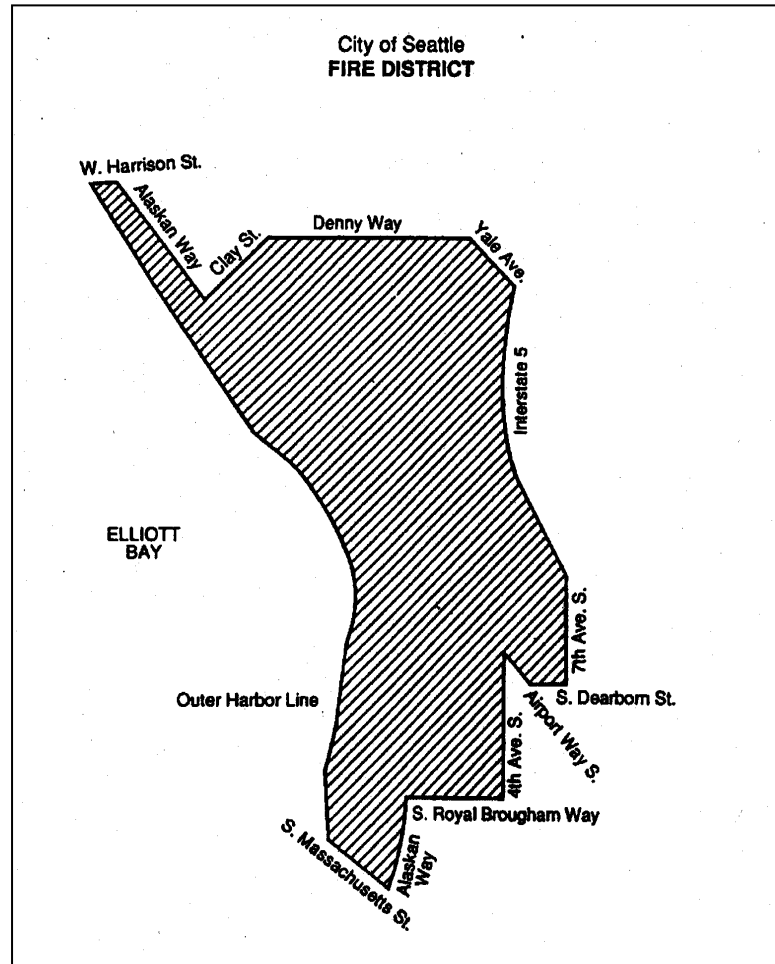 City of Seattle
FIRE DISTRICT
W. Harrison St.
Alaskan Way
Clay St.
Denny Way
Yale Ave.
Interstate 5
ELLIOTT
BAY
7th Ave. S.
Outer Harbor Line
S. Dearborn St.
Airport Way S.
4th Ave. S.
S. Royal Brougham Way
Alaskan
Way
S. Massachusetts St.